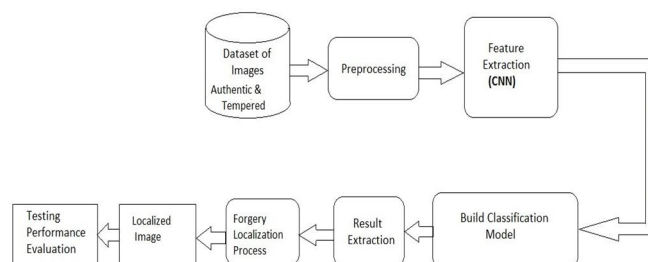 Dataset of
Images
Authentic &
Tempered
Preprocessing
Feature
Extraction
(CNN)
Build Classification
Model
Result
Extraction
Forgery
Localization
Process
Localized
Image
Testing
Performance
Evaluation